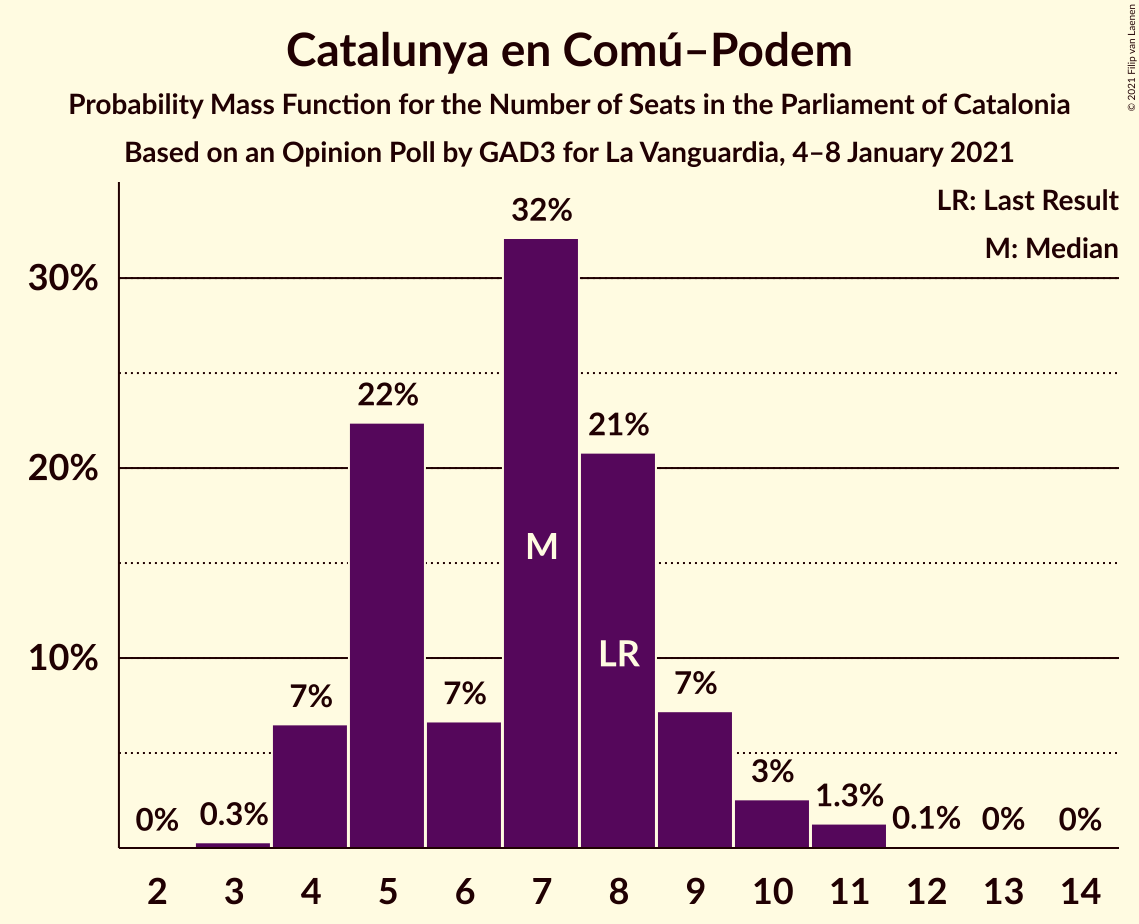 Catalunya en Comú–Podem
Probability Mass Function for the Number of Seats in the Parliament of Catalonia
Based on an Opinion Poll by GAD3 for La Vanguardia, 4–8 January 2021
© 2021 Filip van Laenen
LR: Last Result
M: Median
30%
20%
10%
0%
0.3%
7%
22%
7%
32%
21%
7%
3%
1.3%
0.1%
0%
0%
M
LR
2 3 4 5 6 7 8 9 10 11 12 13 14